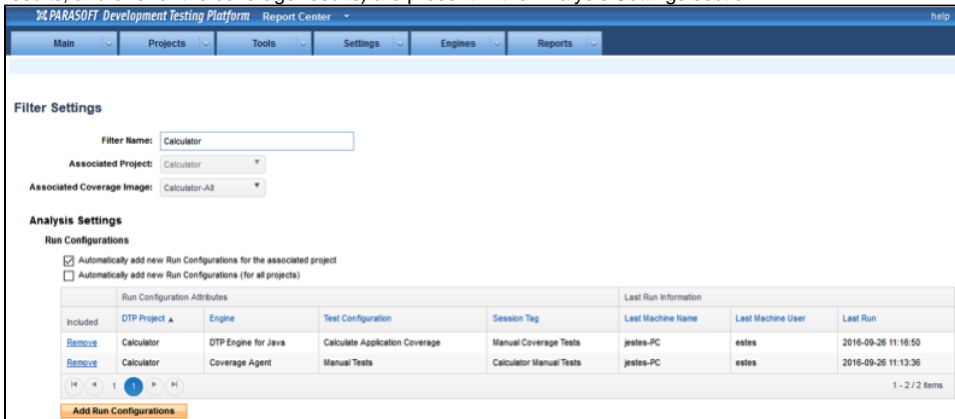 PARASOFT Development Testing Platform Report Center help
Main Projects Tools Settings Engines Reports
Filter Settings
Filter Name: Calculator
Associated Project: Calculator
Associated Coverage Image: Calculator-All
Analysis Settings
Run Configurations
Automatically add new Run Configurations for the associated project
Automatically add new Run Configurations (for all projects)
Run Configuration Attributes Last Run Information
Included DTP Project Engine Test Configuration Session Tag Last Machine Name Last Machine User Last Run
Remove Calculator DTP Engine for Java Calculate Application Coverage Manual Coverage Tests jestes-PC estes 2016-09-26 11:16:50
Remove Calculator Coverage Agent Manual Tests Calculator Manual Tests jestes-PC estes 2016-09-26 11:13:36
1 1 1 - 2 / 2 items
Add Run Configurations